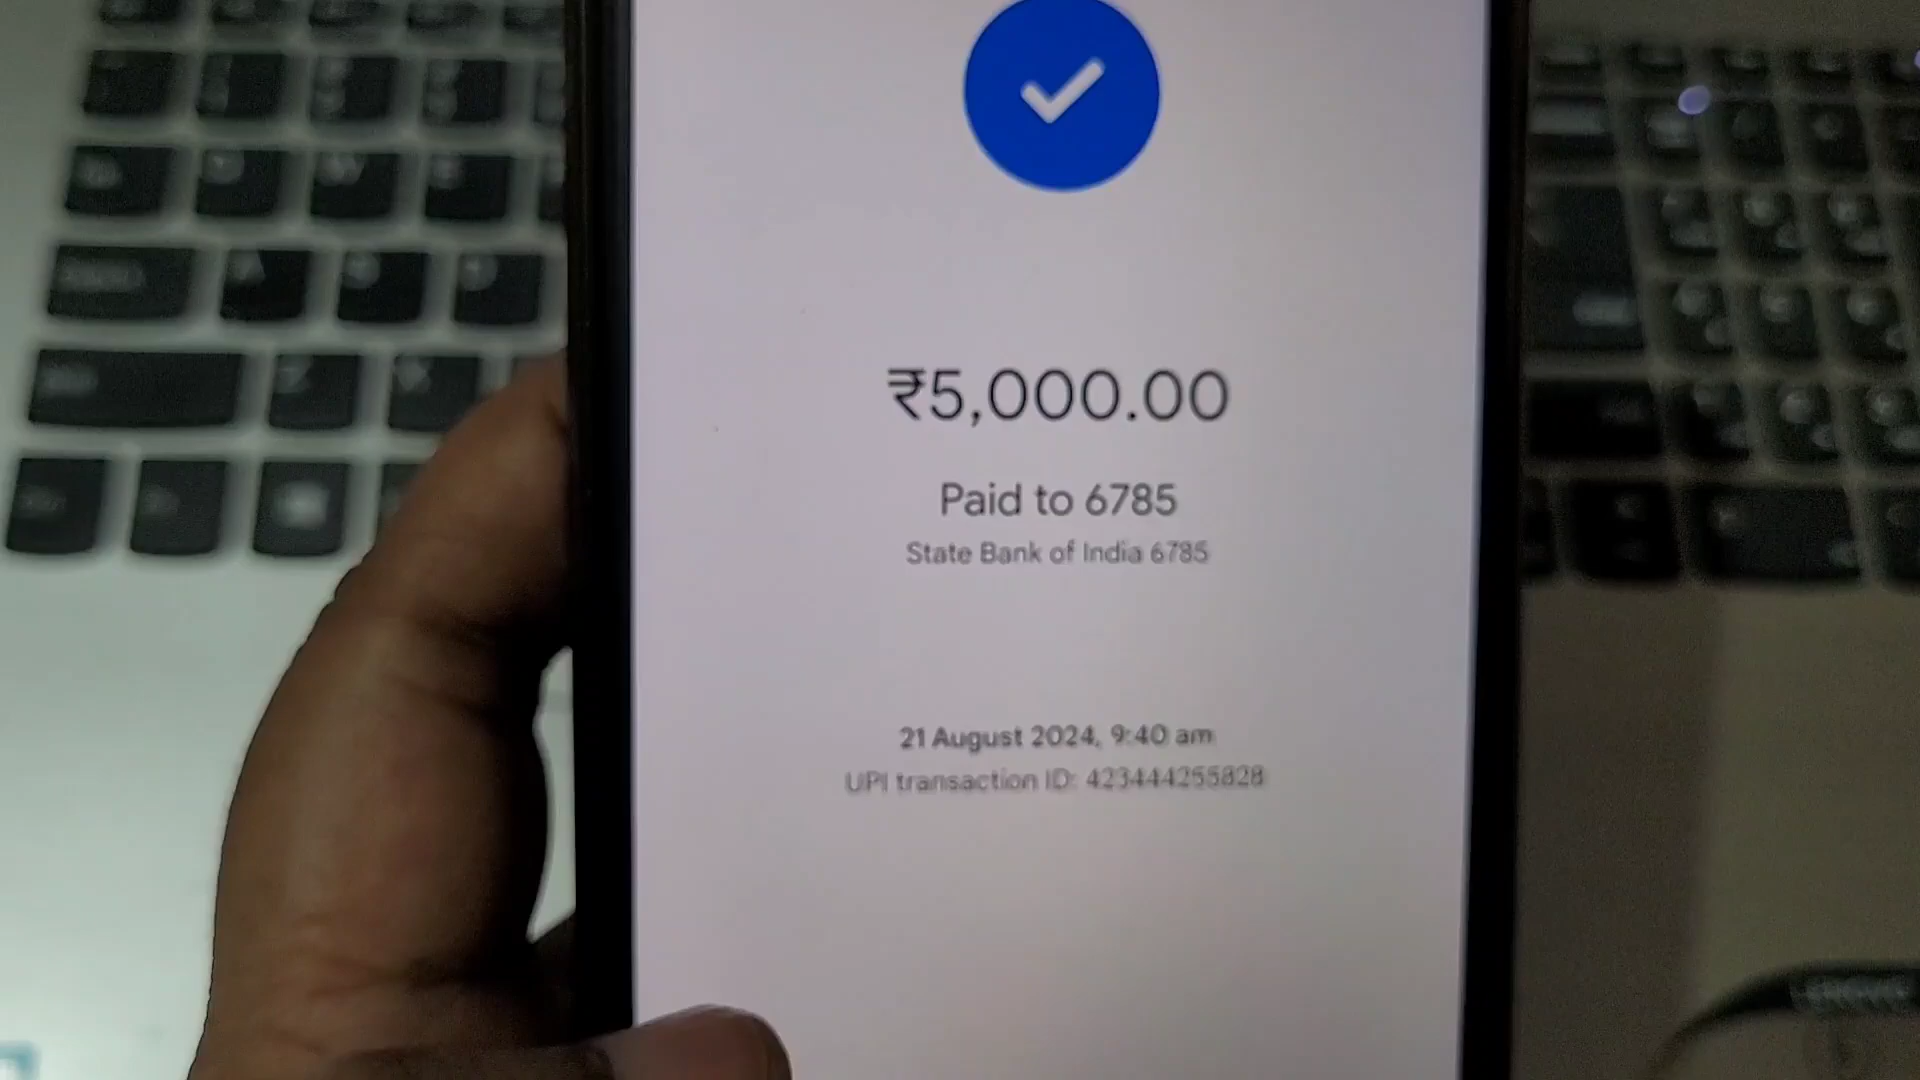 ₹5,000.00
Paid to 6785
State Bank of India 6785
21 August 2024, 9:40 am
UPI transaction ID: 423444255828